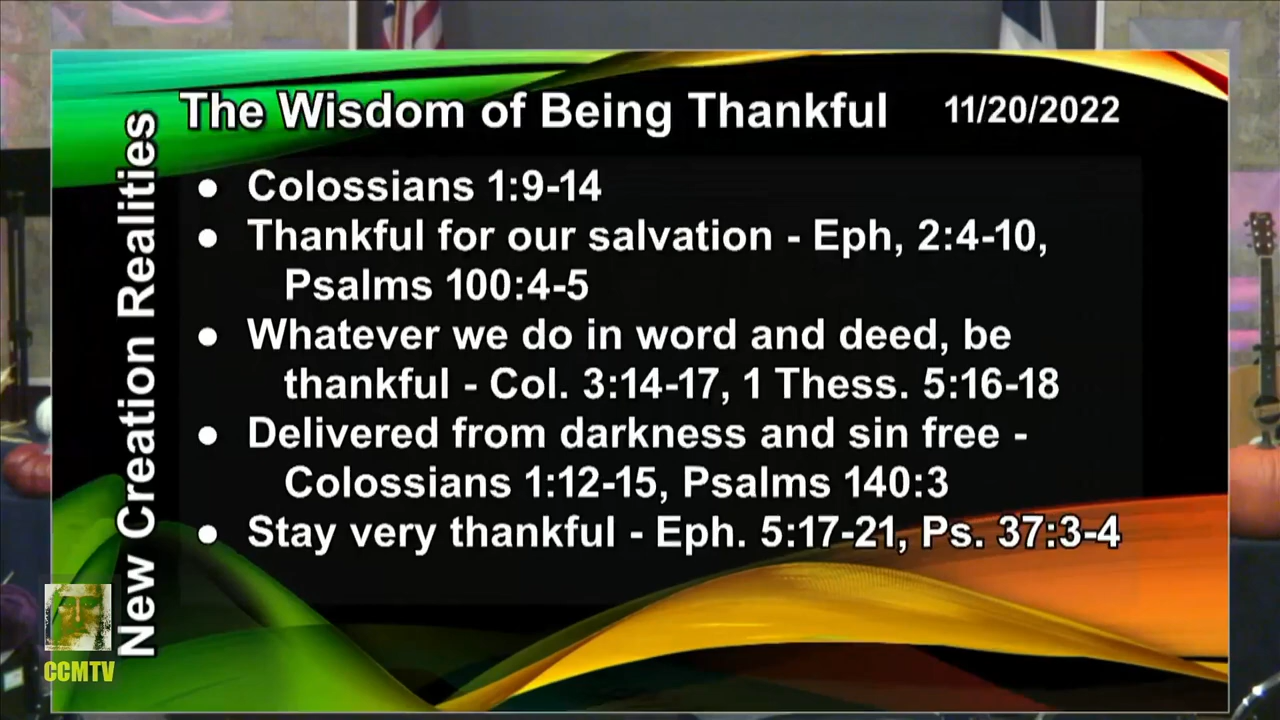 The Wisdom of Being Thankful 11/20/2022
New Creation Realities
● Colossians 1:9-14
● Thankful for our salvation - Eph, 2:4-10,
Psalms 100:4-5
● Whatever we do in word and deed, be
thankful - Col. 3:14-17, 1 Thess. 5:16-18
● Delivered from darkness and sin free -
Colossians 1:12-15, Psalms 140:3
● Stay very thankful - Eph. 5:17-21, Ps. 37:3-4
CCMTV